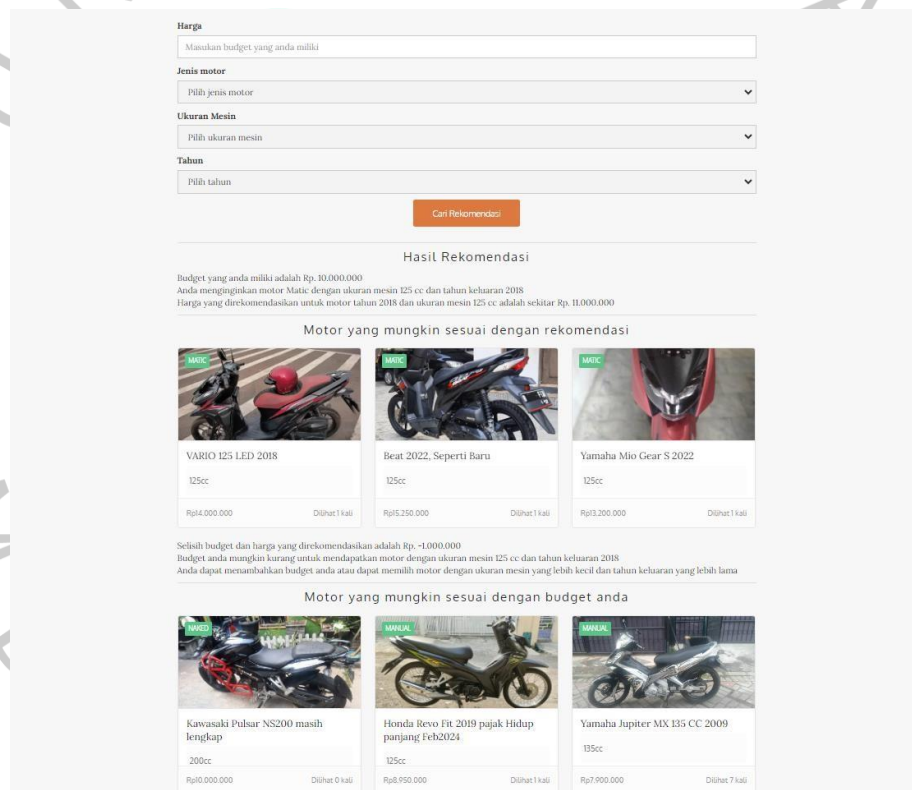 Harga
Masukan budget yang anda miliki
Jenis motor
Pilih jenis motor
Ukuran Mesin
Pilih ukuran mesin
Tahun
Pilih tahun
Cari Rekomendasi
Hasil Rekomendasi
Budget yang anda miliki adalah Rp. 10.000.000
Anda menginginkan motor Matic dengan ukuran mesin 125 cc dan tahun keluaran 2018
Harga yang direkomendasikan untuk motor tahun 2018 dan ukuran mesin 125 cc adalah sekitar Rp. 11.000.000
Motor yang mungkin sesuai dengan rekomendasi
MATIC MATIC MATIC
VARIO 125 LED 2018 Beat 2022, Seperti Baru Yamaha Mio Gear S 2022
125cc 125cc 125cc
Rp14.000.000 Dilihat 1 kali Rp15.250.000 Dilihat 1 kali Rp13.200.000 Dilihat 1 kali
Selisih budget dan harga yang direkomendasikan adalah Rp. -1.000.000
Budget anda mungkin kurang untuk mendapatkan motor dengan ukuran mesin 125 cc dan tahun keluaran 2018
Anda dapat menambahkan budget anda atau dapat memilih motor dengan ukuran mesin yang lebih kecil dan tahun keluaran yang lebih lama
Motor yang mungkin sesuai dengan budget anda
NAKED MANUAL MANUAL
Kawasaki Pulsar NS200 masih lengkap
Honda Revo Fit 2019 pajak Hidup panjang Feb2024
Yamaha Jupiter MX 135 CC 2009
200cc 125cc 135cc
Rp10.000.000 Dilihat 0 kali Rp8.950.000 Dilihat 1 kali Rp7.900.000 Dilihat 7 kali